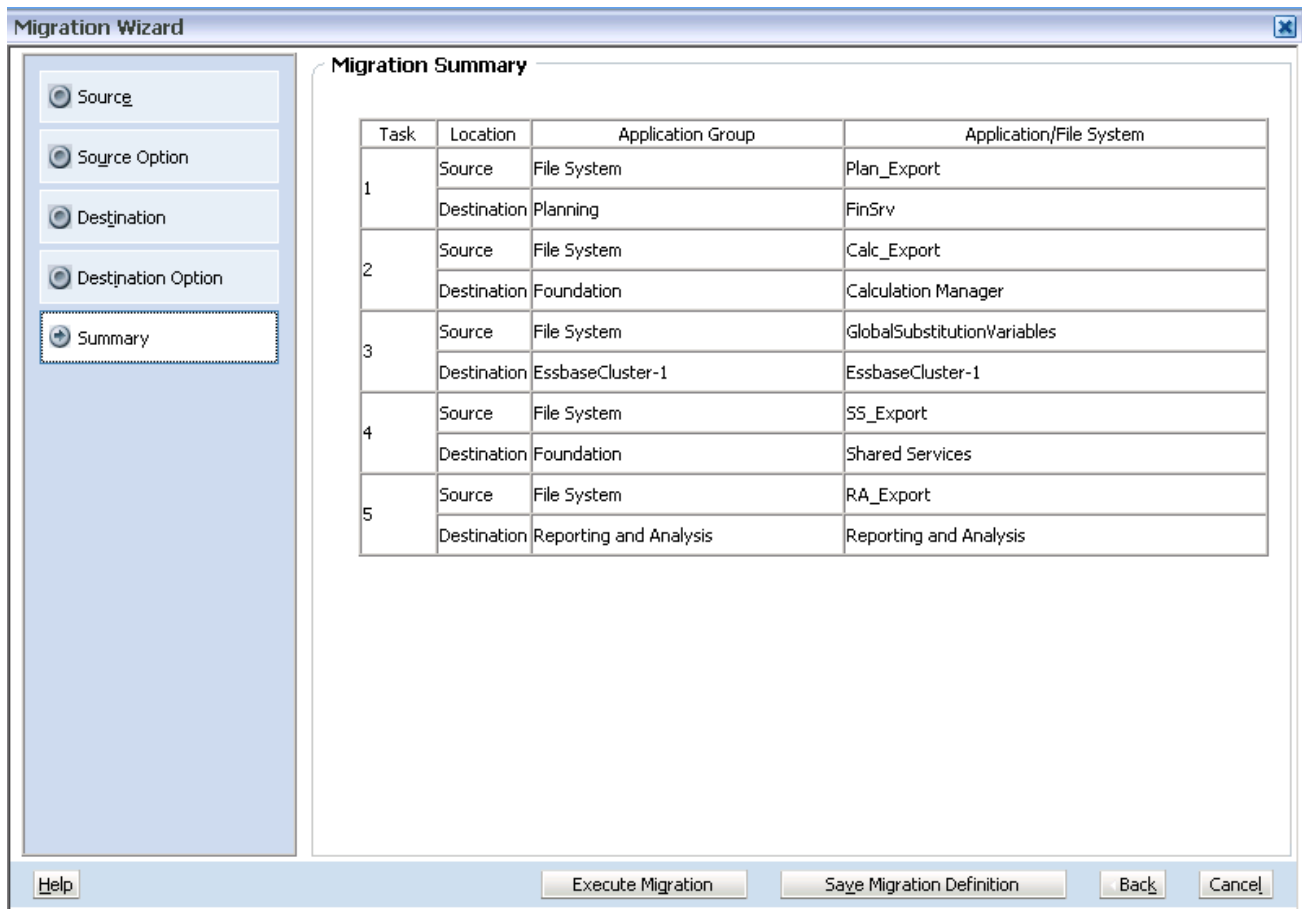 Migration Wizard
Source
Source Option
Destination
Destination Option
Summary
Migration Summary
Task Location Application Group Application/File System
1
Source File System Plan_Export
Destination Planning FinSrv
2
Source File System Calc_Export
Destination Foundation Calculation Manager
3
Source File System GlobalSubstitutionVariables
Destination EssbaseCluster-1 EssbaseCluster-1
4
Source File System SS_Export
Destination Foundation Shared Services
5
Source File System RA_Export
Destination Reporting and Analysis Reporting and Analysis
Help Execute Migration Save Migration Definition Back Cancel